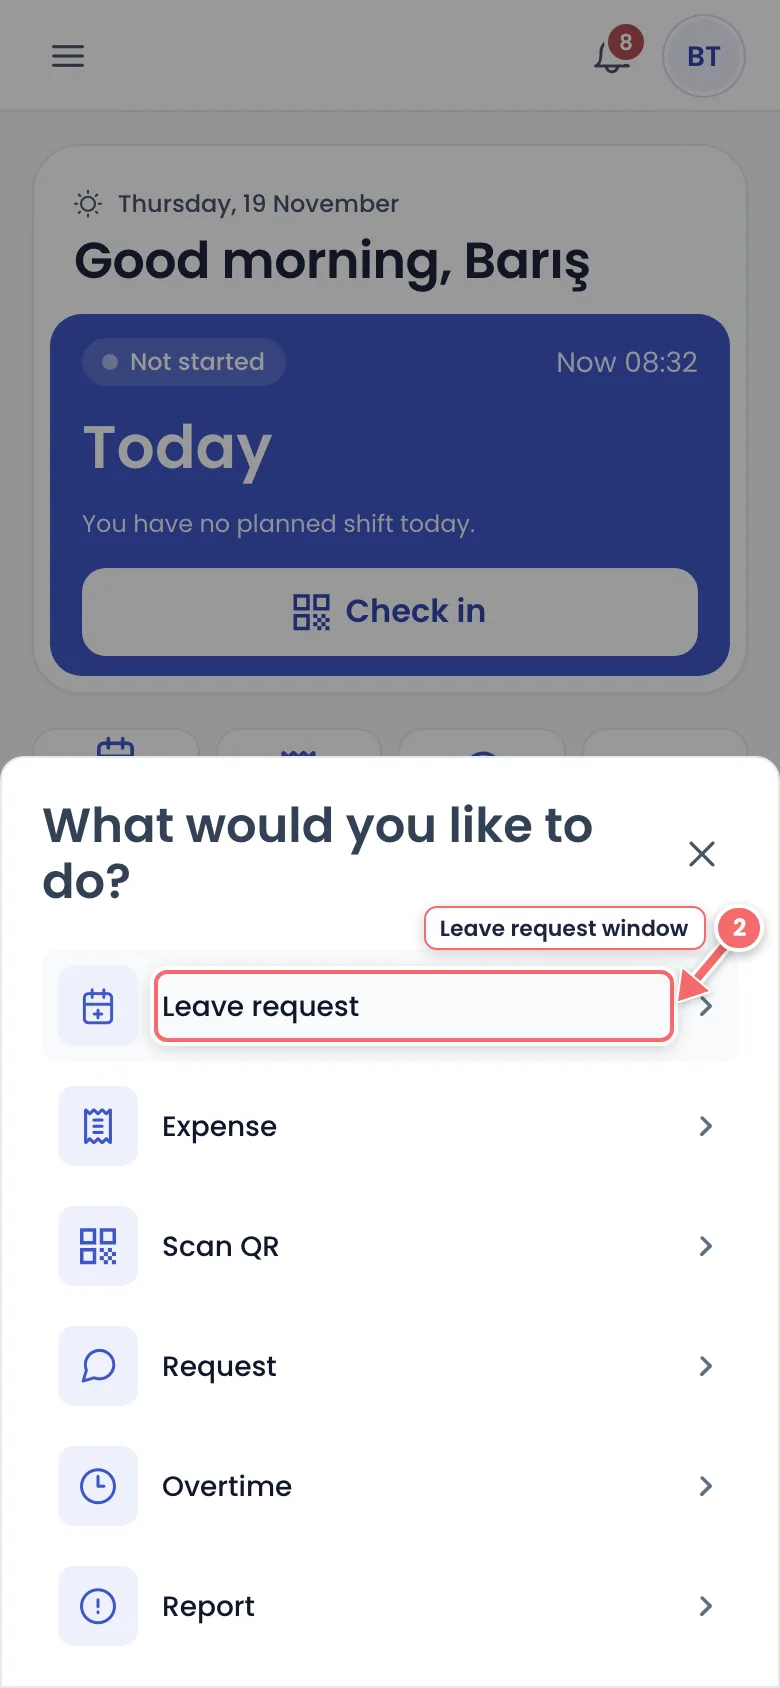 8
BT
Thursday, 19 November
Good morning, Barış
Not started
Now 08:32
Today
You have no planned shift today.
Check in
What would you like to
do?
Leave request window
2
Leave request
Expense
Scan QR
Request
Overtime
Report